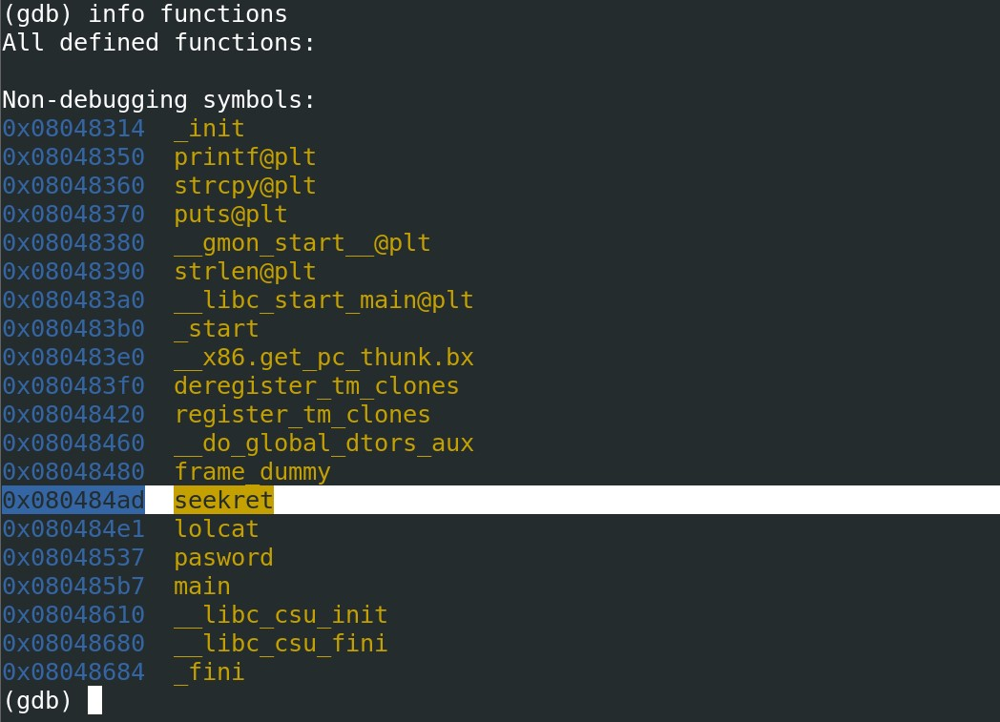 (gdb) info functions
All defined functions:
Non-debugging symbols:
0x08048314  _init
0x08048350  printf@plt
0x08048360  strcpy@plt
0x08048370  puts@plt
0x08048380  __gmon_start__@plt
0x08048390  strlen@plt
0x080483a0  __libc_start_main@plt
0x080483b0  _start
0x080483e0  __x86.get_pc_thunk.bx
0x080483f0  deregister_tm_clones
0x08048420  register_tm_clones
0x08048460  __do_global_dtors_aux
0x08048480  frame_dummy
0x080484ad  seekret
0x080484e1  lolcat
0x08048537  pasword
0x080485b7  main
0x08048610  __libc_csu_init
0x08048680  __libc_csu_fini
0x08048684  _fini
(gdb)